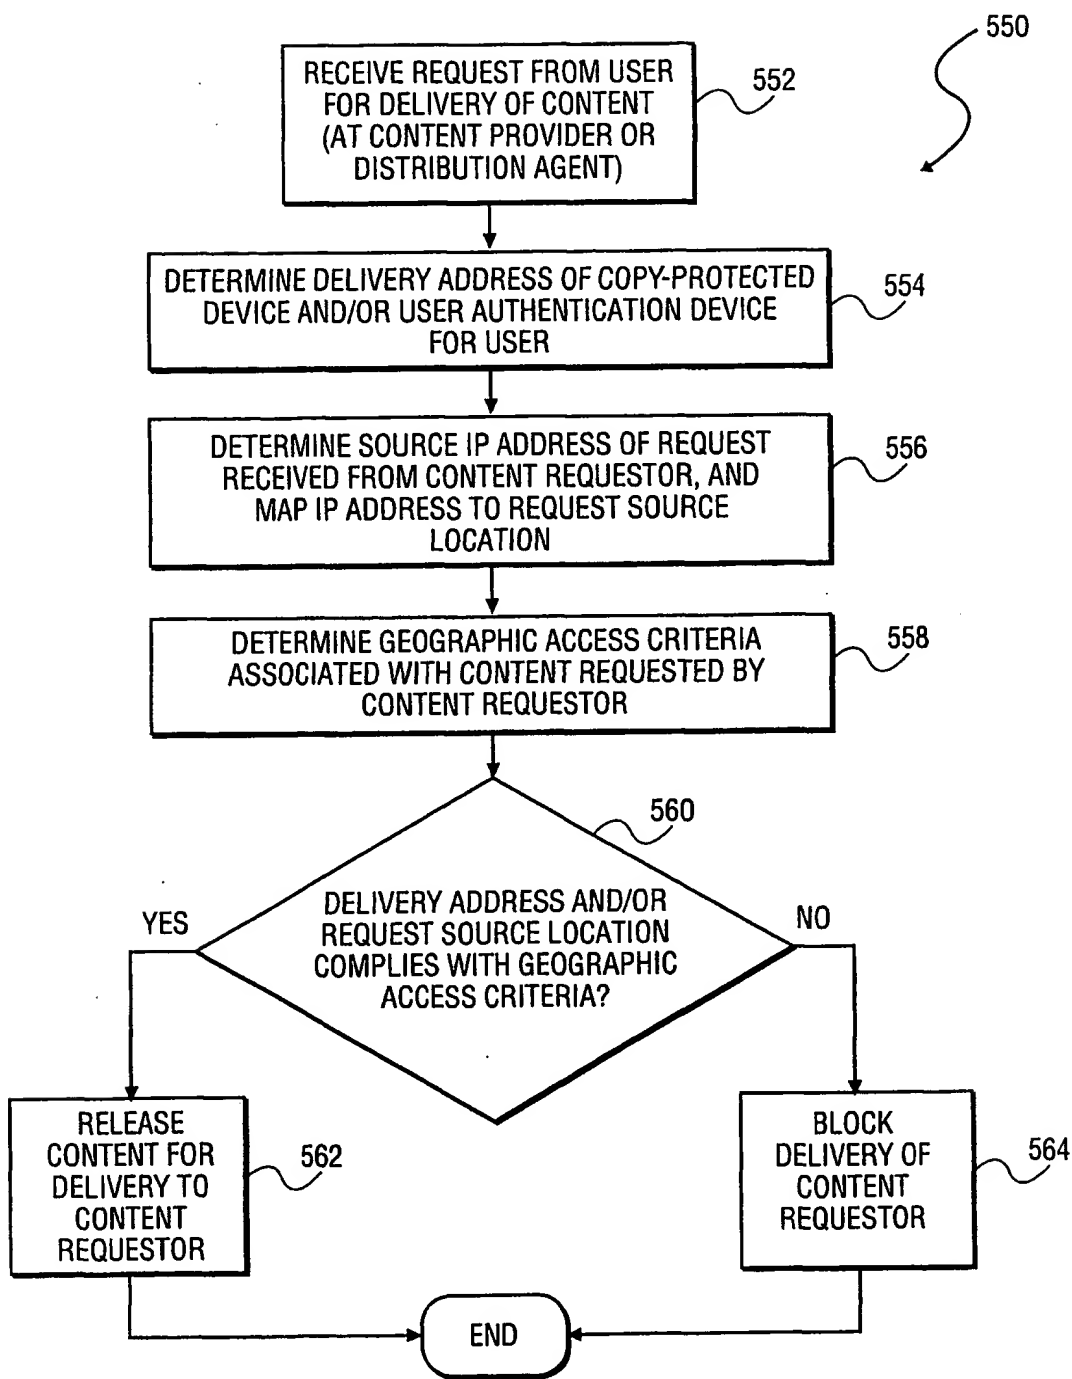 550
RECEIVE REQUEST FROM USER
FOR DELIVERY OF CONTENT
(AT CONTENT PROVIDER OR
DISTRIBUTION AGENT)
552
DETERMINE DELIVERY ADDRESS OF COPY-PROTECTED
DEVICE AND/OR USER AUTHENTICATION DEVICE
FOR USER
554
DETERMINE SOURCE IP ADDRESS OF REQUEST
RECEIVED FROM CONTENT REQUESTOR, AND
MAP IP ADDRESS TO REQUEST SOURCE
LOCATION
556
DETERMINE GEOGRAPHIC ACCESS CRITERIA
ASSOCIATED WITH CONTENT REQUESTED BY
CONTENT REQUESTOR
558
560
DELIVERY ADDRESS AND/OR
REQUEST SOURCE LOCATION
COMPLIES WITH GEOGRAPHIC
ACCESS CRITERIA?
YES
NO
RELEASE
CONTENT FOR
DELIVERY TO
CONTENT
REQUESTOR
562
BLOCK
DELIVERY OF
CONTENT
REQUESTOR
564
END